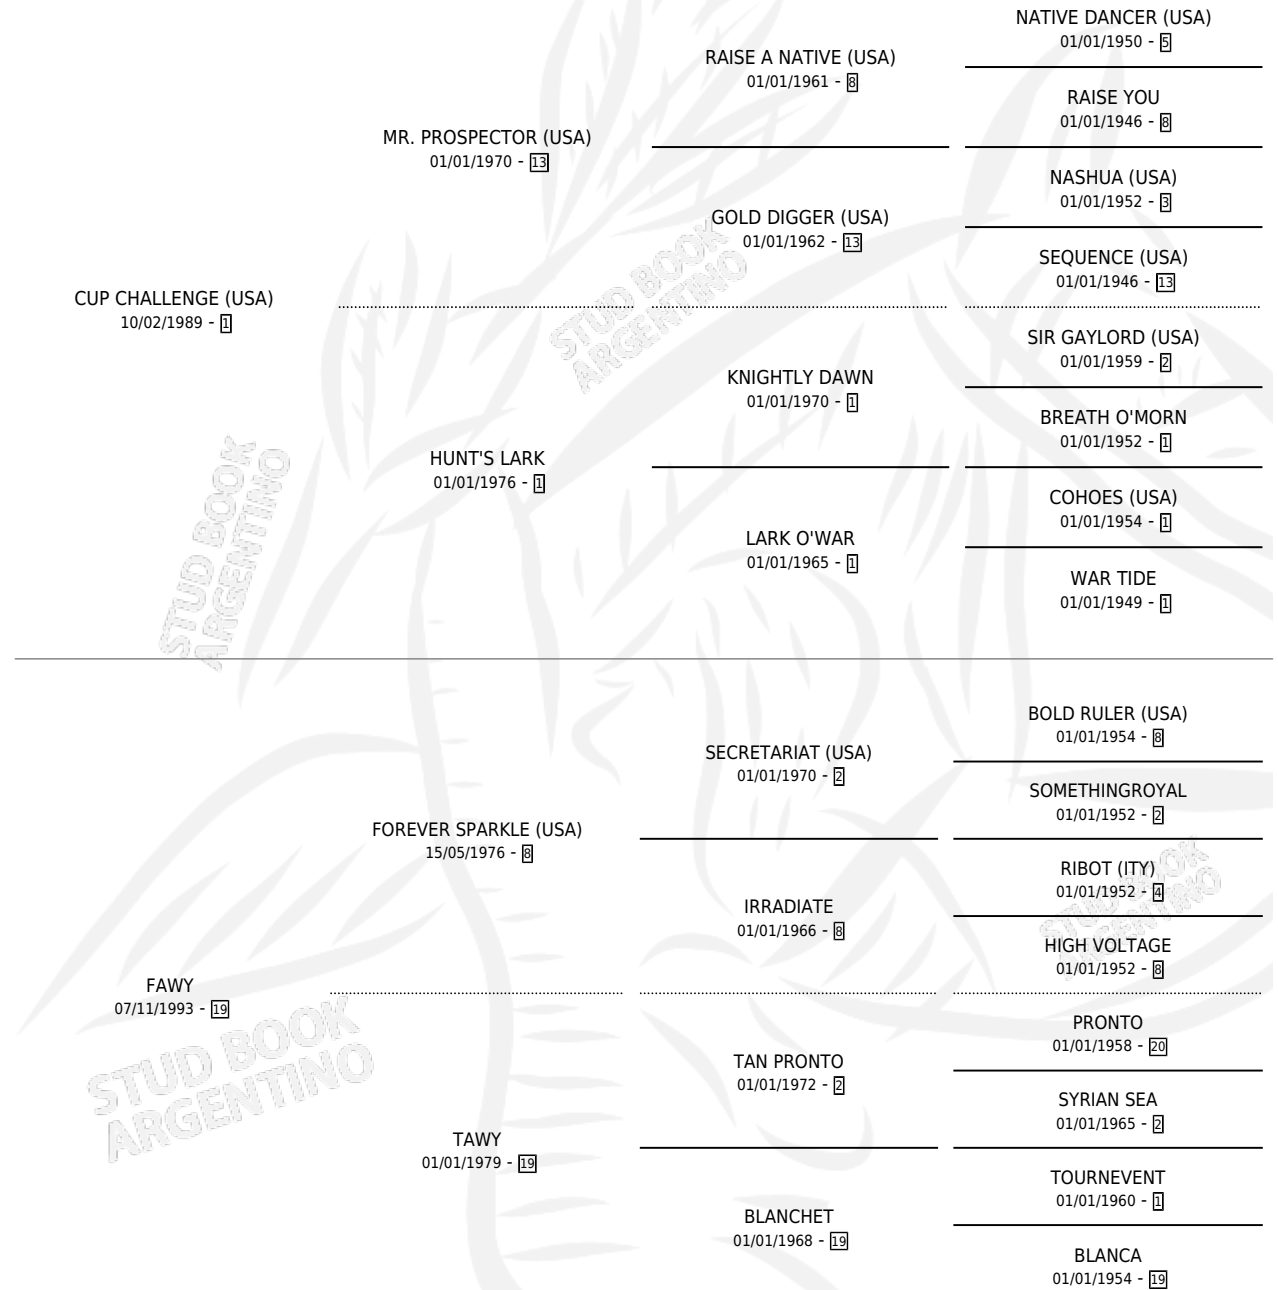 NATIVE DANCER (USA)
01/01/1950 - 5
RAISE A NATIVE (USA)
01/01/1961 - 8
RAISE YOU
01/01/1946 - 8
MR. PROSPECTOR (USA)
01/01/1970 - 13
NASHUA (USA)
01/01/1952 - 3
GOLD DIGGER (USA)
01/01/1962 - 13
SEQUENCE (USA)
01/01/1946 - 13
CUP CHALLENGE (USA)
10/02/1989 - 1
STUD BOOK
ARGENTINO
SIR GAYLORD (USA)
01/01/1959 - 2
KNIGHTLY DAWN
01/01/1970 - 1
BREATH O'MORN
01/01/1952 - 1
HUNT'S LARK
01/01/1976 - 1
COHOES (USA)
01/01/1954 - 1
LARK O'WAR
01/01/1965 - 1
WAR TIDE
01/01/1949 - 1
STUD BOOK
ARGENTINO
BOLD RULER (USA)
01/01/1954 - 8
SECRETARIAT (USA)
01/01/1970 - 2
SOMETHINGROYAL
01/01/1952 - 2
FOREVER SPARKLE (USA)
15/05/1976 - 8
RIBOT (ITY)
01/01/1952 - 4
IRRADIATE
01/01/1966 - 8
HIGH VOLTAGE
01/01/1952 - 8
STUD BOOK
ARGENTINO
FAWY
07/11/1993 - 19
PRONTO
01/01/1958 - 20
TAN PRONTO
01/01/1972 - 2
SYRIAN SEA
01/01/1965 - 2
STUD BOOK
ARGENTINO
TAWY
01/01/1979 - 19
TOURNEVENT
01/01/1960 - 1
BLANCHET
01/01/1968 - 19
BLANCA
01/01/1954 - 19